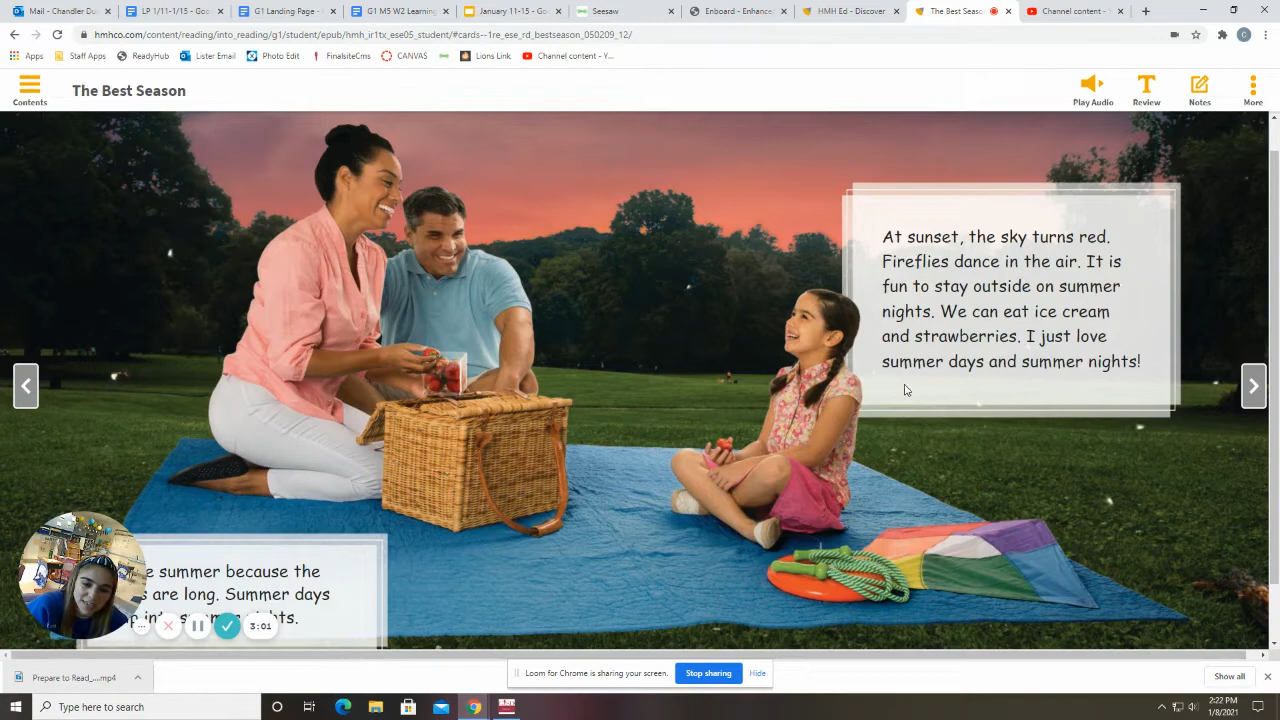 Mail - Chandler Du
LP 1/11-1/15 - Goo
G1 Landing Page -
G1 M5 W2 Learning
January 11-15 - Go
Seesaw
Enboard - Enhance
HMH Ed - Discover
The Best Seas
Channel content -
hmhco.com/content/reading/into_reading/g1/student/epub/hmh_ir1tx_ese05_student/#cards--1re_ese_rd_bestseason_050209_12/
Apps
Staff Apps
ReadyHub
Lister Email
Photo Edit
FinalsiteCms
CANVAS
Lions Link
Channel content - Y...
Contents
The Best Season
Play Audio
Review
Notes
More
At sunset, the sky turns red.
Fireflies dance in the air. It is
fun to stay outside on summer
nights. We can eat ice cream
and strawberries. I just love
summer days and summer nights!
summer because the
are long. Summer days
3:01
Prepare to Read_...mp4
Loom for Chrome is sharing your screen.
Stop sharing
Hide
Show all
Type here to search
2:22 PM
1/8/2021